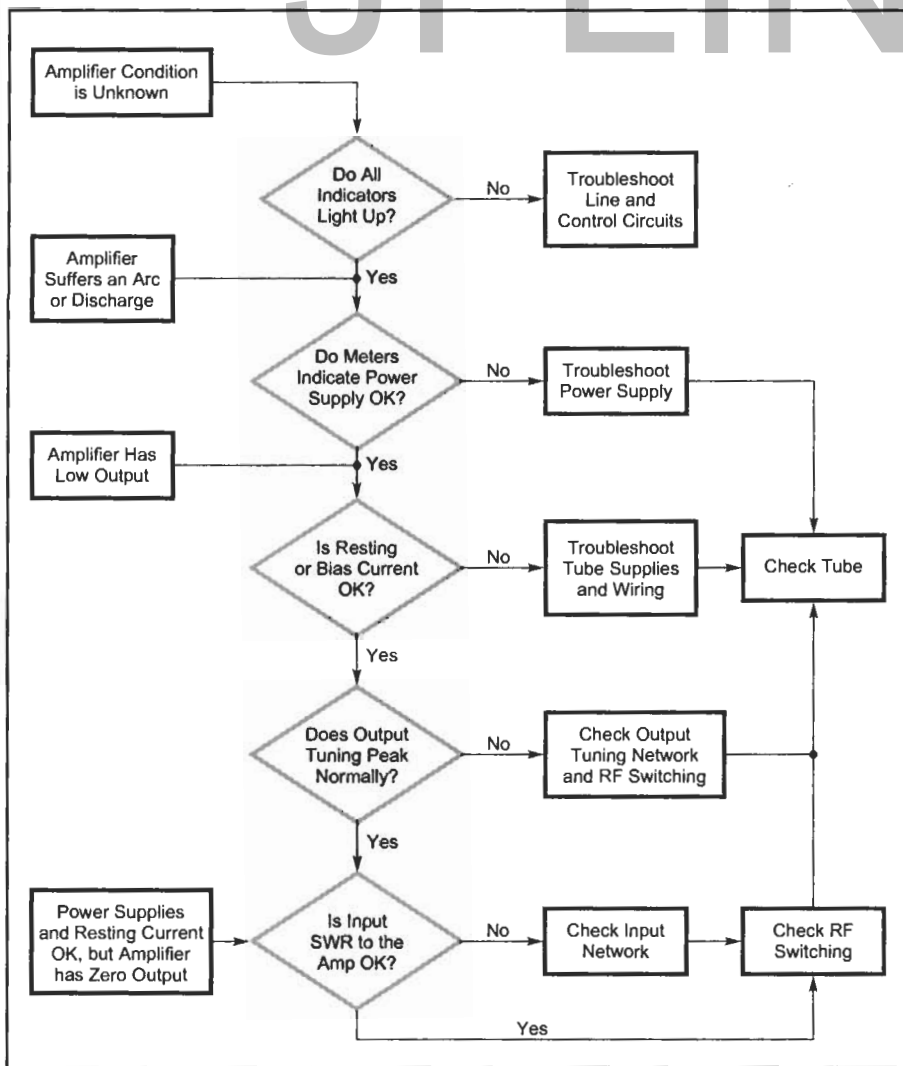 Amplifier Condition
is Unknown
Do All
Indicators
Light Up?
No
Troubleshoot
Line and
Control Circuits
Amplifier
Suffers an Arc
or Discharge
Yes
Do Meters
Indicate Power
Supply OK?
No
Troubleshoot
Power Supply
Amplifier Has
Low Output
Yes
Is Resting
or Bias Current
OK?
No
Troubleshoot
Tube Supplies
and Wiring
Check Tube
Yes
Does Output
Tuning Peak
Normally?
No
Check Output
Tuning Network
and RF Switching
Yes
Power Supplies
and Resting Current
OK, but Amplifier
has Zero Output
Is Input
SWR to the
Amp OK?
No
Check Input
Network
Check RF
Switching
Yes